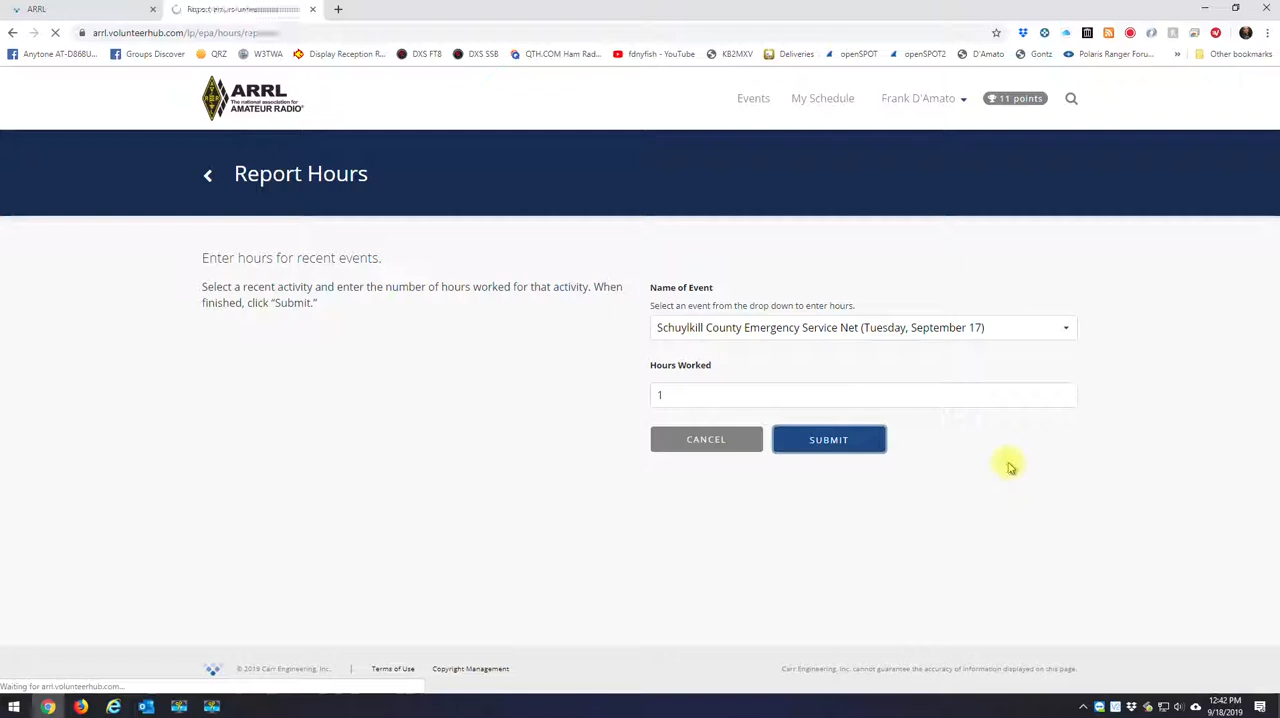 ARRL
Report Hours
arrl.volunteerhub.com/lp/epa/hours/rep
Anytone AT-D868U... Groups Discover QRZ W3TWA Display Reception R... DXS FT8 DXS SSB QTH.COM Ham Rad... fdnyfish - YouTube KB2MXV Deliveries openSPOT openSPOT2 D'Amato Gontz Polaris Ranger Foru... » Other bookmarks
ARRL
The national association for
AMATEUR RADIO®
Events My Schedule Frank D'Amato 11 points
Report Hours
Enter hours for recent events.
Select a recent activity and enter the number of hours worked for that activity. When
finished, click “Submit.”
Name of Event
Select an event from the drop down to enter hours.
Schuylkill County Emergency Service Net (Tuesday, September 17)
Hours Worked
1
CANCEL SUBMIT
© 2019 Carr Engineering, Inc. | Terms of Use Copyright Management Carr Engineering, Inc. cannot guarantee the accuracy of information displayed on this page.
Waiting for arrl.volunteerhub.com...
12:42 PM
9/18/2019